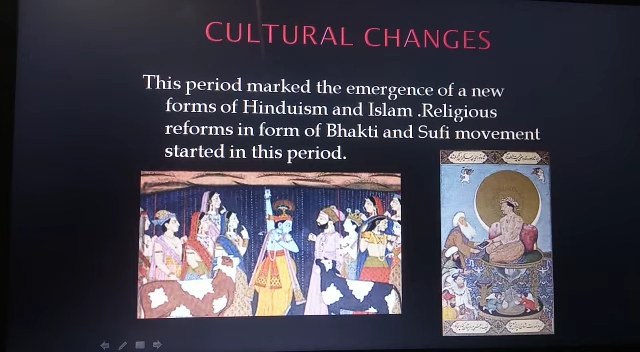 CULTURAL CHANGES
This period marked the emergence of a new
forms of Hinduism and Islam .Religious
reforms in form of Bhakti and Sufi movement
started in this period.